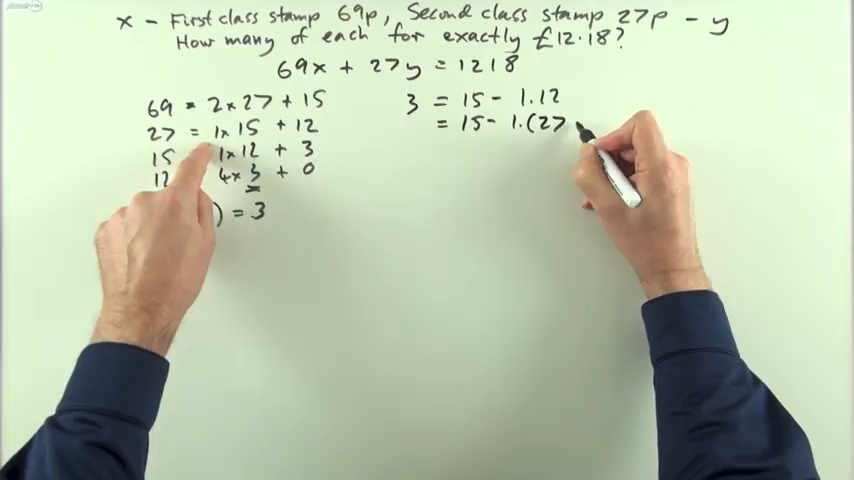 x - First class stamp 69p, Second class stamp 27p - y
How many of each for exactly £12.18?
69x + 27y = 1218
69 = 2 x 27 + 15
27 = 1 x 15 + 12
15 1 x 12 + 3
12 4 x 3 + 0
) = 3
3 = 15 - 1.12
= 15 - 1.(27